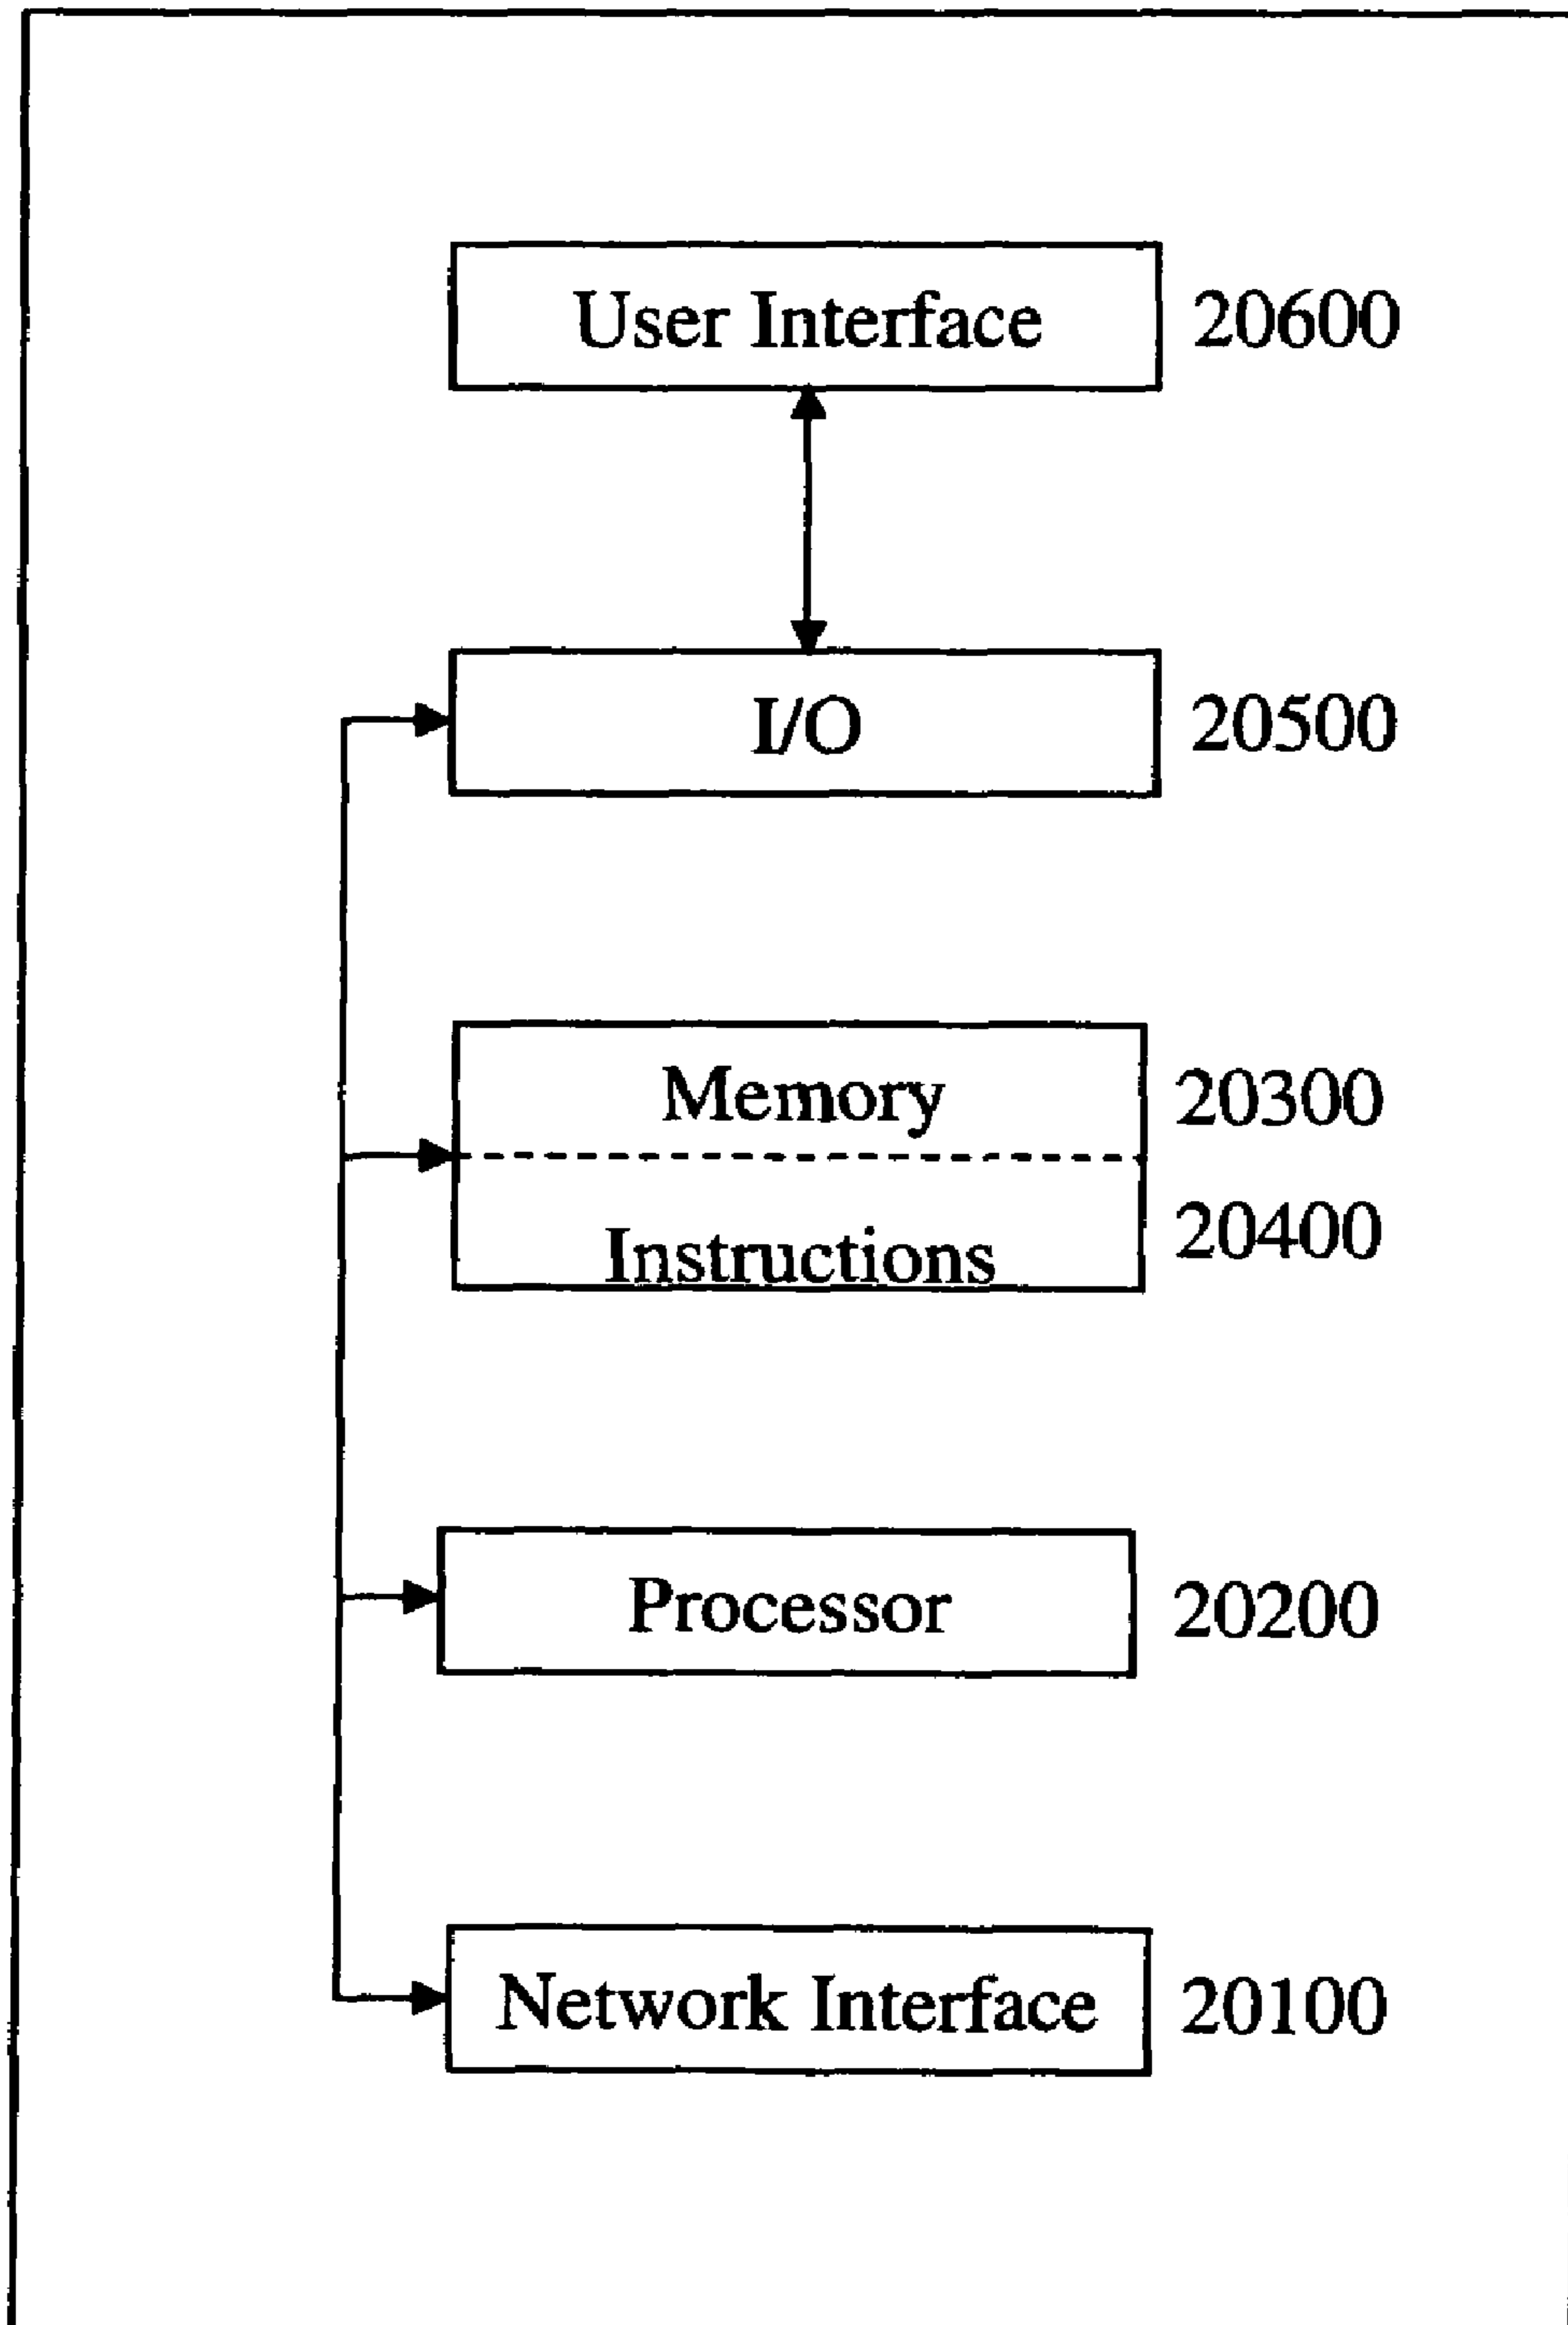 User Interface 20600
I/O 20500
Memory 20300
Instructions 20400
Processor 20200
Network Interface 20100